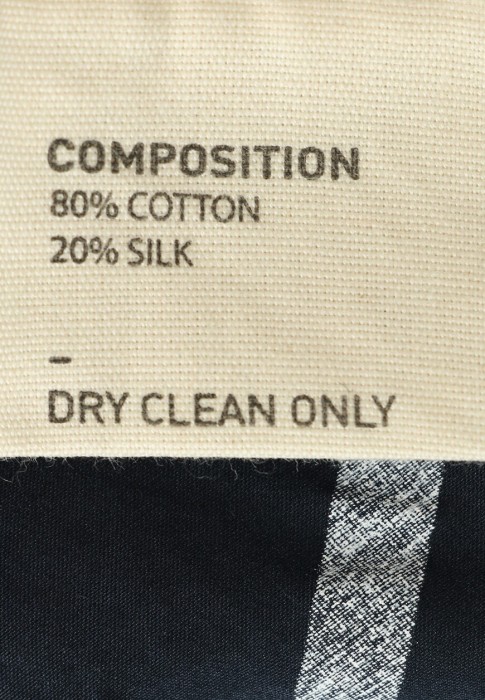 COMPOSITION
80% COTTON
20% SILK
–
DRY CLEAN ONLY